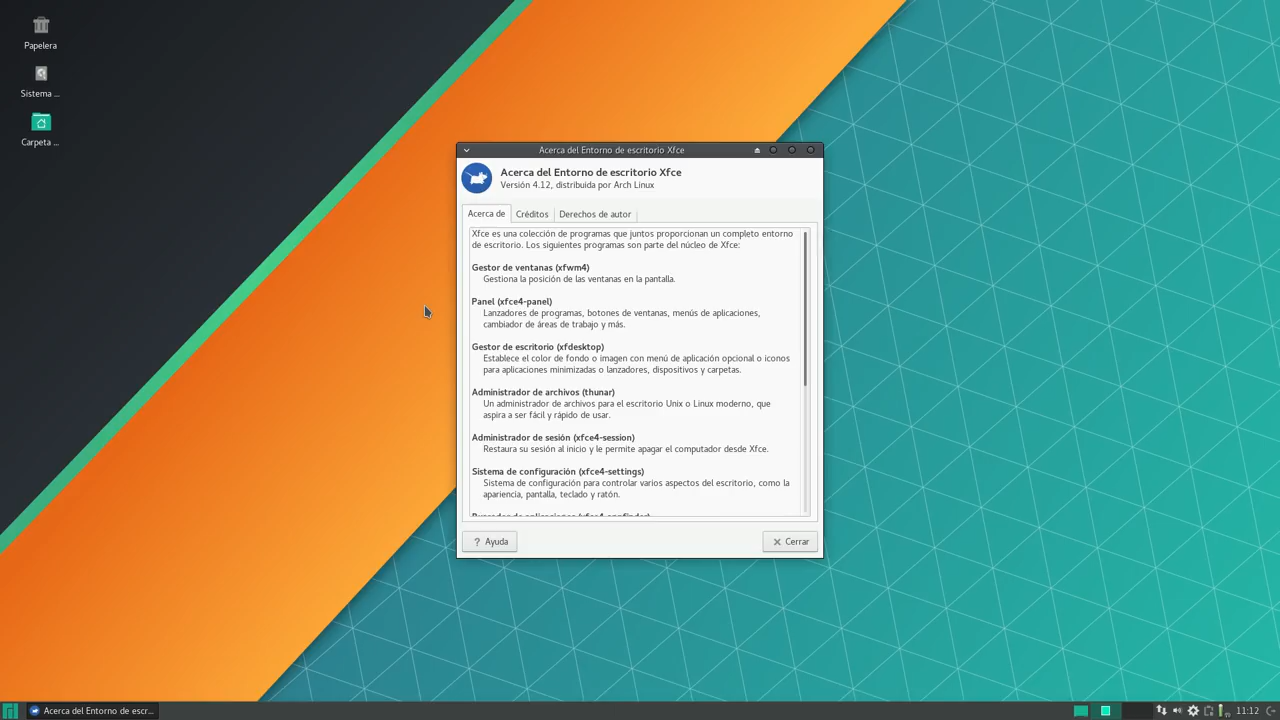 Papelera
Sistema ...
Carpeta ...
Acerca del Entorno de escritorio Xfce
Acerca del Entorno de escritorio Xfce
Versión 4.12, distribuida por Arch Linux
Acerca de
Créditos
Derechos de autor
Xfce es una colección de programas que juntos proporcionan un completo entorno
de escritorio. Los siguientes programas son parte del núcleo de Xfce:
Gestor de ventanas (xfwm4)
Gestiona la posición de las ventanas en la pantalla.
Panel (xfce4-panel)
Lanzadores de programas, botones de ventanas, menús de aplicaciones,
cambiador de áreas de trabajo y más.
Gestor de escritorio (xfdesktop)
Establece el color de fondo o imagen con menú de aplicación opcional o iconos
para aplicaciones minimizadas o lanzadores, dispositivos y carpetas.
Administrador de archivos (thunar)
Un administrador de archivos para el escritorio Unix o Linux moderno, que
aspira a ser fácil y rápido de usar.
Administrador de sesión (xfce4-session)
Restaura su sesión al inicio y le permite apagar el computador desde Xfce.
Sistema de configuración (xfce4-settings)
Sistema de configuración para controlar varios aspectos del escritorio, como la
apariencia, pantalla, teclado y ratón.
? Ayuda
Cerrar
Acerca del Entorno de escr...
11:12